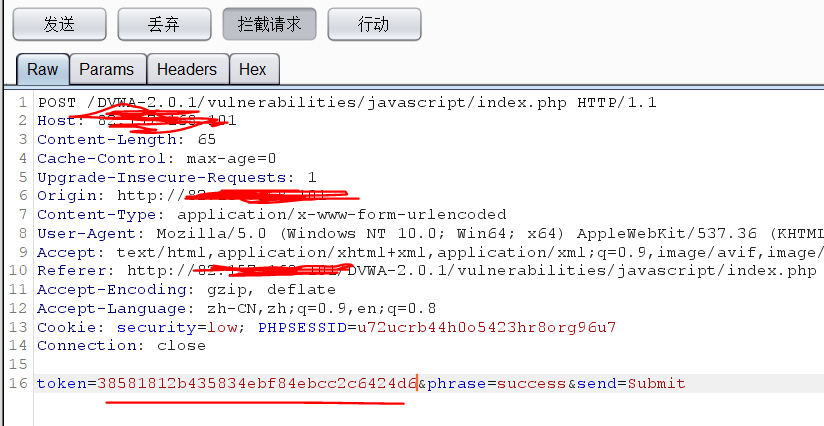 发送 丢弃 拦截请求 行动
Raw Params Headers Hex
1 POST /DVWA-2.0.1/vulnerabilities/javascript/index.php HTTP/1.1
2 Host: 101
3 Content-Length: 65
4 Cache-Control: max-age=0
5 Upgrade-Insecure-Requests: 1
6 Origin: http://
7 Content-Type: application/x-www-form-urlencoded
8 User-Agent: Mozilla/5.0 (Windows NT 10.0; Win64; x64) AppleWebKit/537.36 (KHTML
9 Accept: text/html,application/xhtml+xml,application/xml;q=0.9,image/avif,image/
10 Referer: http:///DVWA-2.0.1/vulnerabilities/javascript/index.php
11 Accept-Encoding: gzip, deflate
12 Accept-Language: zh-CN,zh;q=0.9,en;q=0.8
13 Cookie: security=low; PHPSESSID=u72ucrb44h0o5423hr8org96u7
14 Connection: close
15
16 token=38581812b435834ebf84ebcc2c6424d6&phrase=success&send=Submit